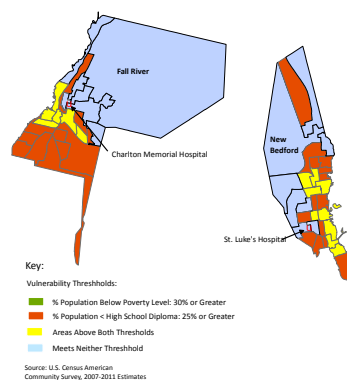 Fall River
Charlton Memorial Hospital
New
Bedford
St. Luke's Hospital
Key:
Vulnerability Threshholds:
% Population Below Poverty Level: 30% or Greater
% Population < High School Diploma: 25% or Greater
Areas Above Both Thresholds
Meets Neither Threshhold
Source: U.S. Census American
Community Survey, 2007-2011 Estimates